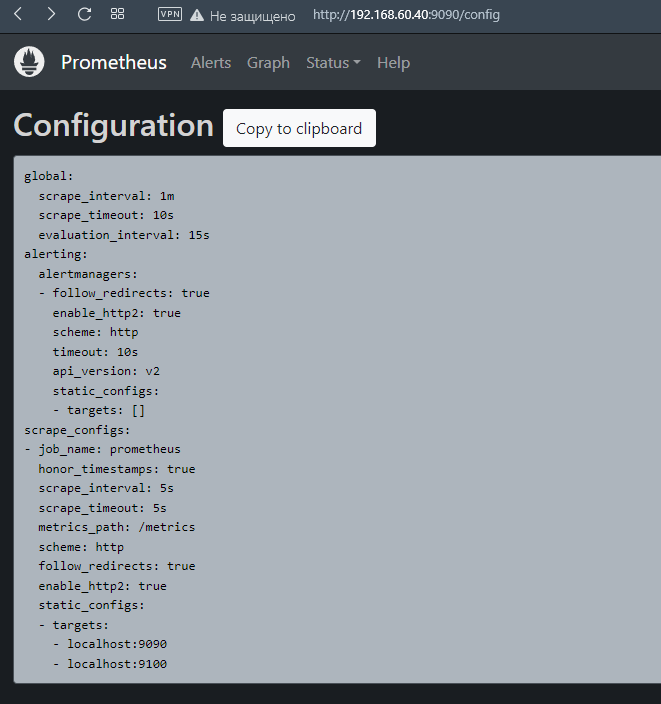 VPN Не защищено http://192.168.60.40:9090/config
Prometheus Alerts Graph Status Help
Configuration Copy to clipboard
global:
  scrape_interval: 1m
  scrape_timeout: 10s
  evaluation_interval: 15s
alerting:
  alertmanagers:
  - follow_redirects: true
    enable_http2: true
    scheme: http
    timeout: 10s
    api_version: v2
    static_configs:
    - targets: []
scrape_configs:
- job_name: prometheus
  honor_timestamps: true
  scrape_interval: 5s
  scrape_timeout: 5s
  metrics_path: /metrics
  scheme: http
  follow_redirects: true
  enable_http2: true
  static_configs:
  - targets:
    - localhost:9090
    - localhost:9100